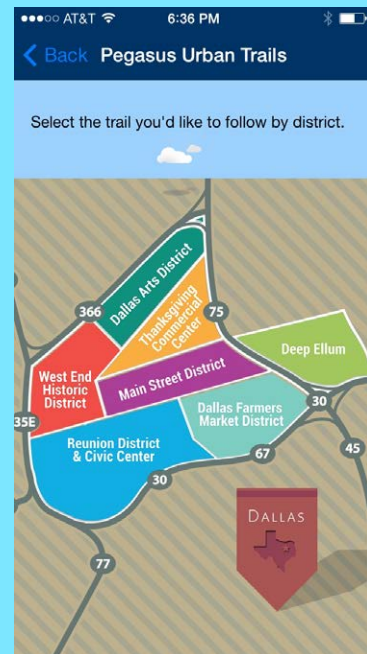 AT&T 6:36 PM
Back Pegasus Urban Trails
Select the trail you'd like to follow by district.
366
Dallas Arts District
Thanksgiving
Commercial
Center
75
Deep Ellum
West End
Historic
District
Main Street District
Dallas Farmers
Market District
30
35E
Reunion District
& Civic Center
67
45
30
77
DALLAS